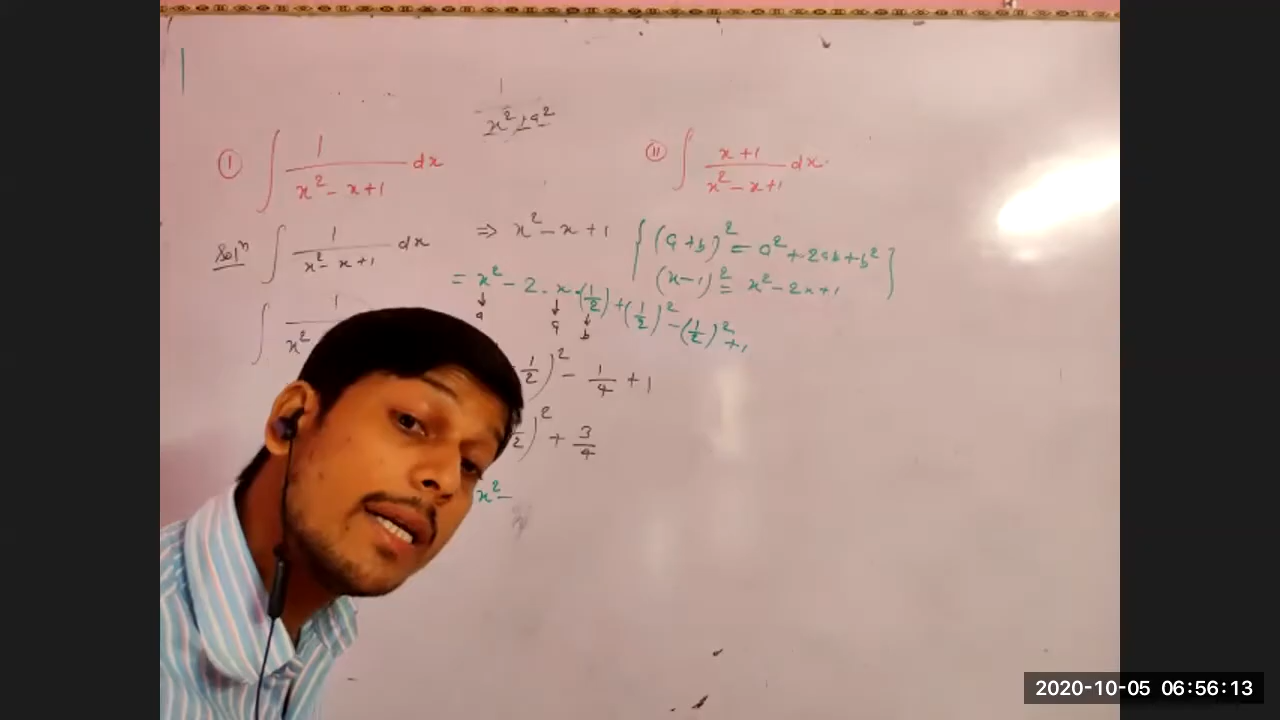 1
x² + a²
① ∫ 1/(x² - x + 1) dx
② ∫ (x + 1)/(x² - x + 1) dx
Solⁿ ∫ 1/(x² - x + 1) dx
⇒ x² - x + 1
{ (a + b)² = a² + 2ab + b²
(x - 1)² = x² - 2x + 1 }
= x² - 2 · x · (1/2) + (1/2)² - (1/2)² + 1
a a b
∫ 1
x²
1/2)² - 1/4 + 1
/2)² + 3/4
x² -
2020-10-05 06:56:13